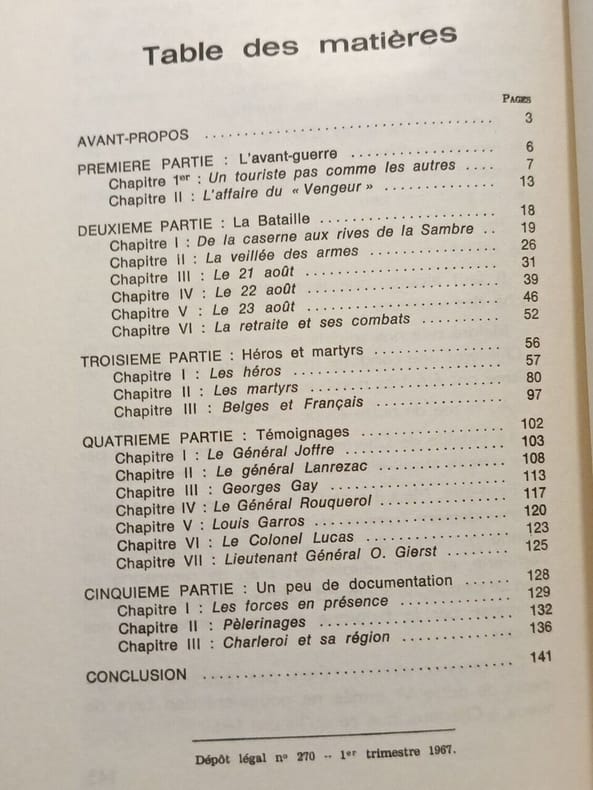 Table des matières
PAGES
AVANT-PROPOS ........................................ 3
PREMIERE PARTIE : L'avant-guerre .................... 6
Chapitre 1er : Un touriste pas comme les autres .... 7
Chapitre II : L'affaire du « Vengeur » ............... 13
DEUXIEME PARTIE : La Bataille ........................ 18
Chapitre I : De la caserne aux rives de la Sambre .. 19
Chapitre II : La veillée des armes .................. 26
Chapitre III : Le 21 août ........................... 31
Chapitre IV : Le 22 août ............................ 39
Chapitre V : Le 23 août ............................. 46
Chapitre VI : La retraite et ses combats ............ 52
TROISIEME PARTIE : Héros et martyrs .................. 56
Chapitre I : Les héros .............................. 57
Chapitre II : Les martyrs ........................... 80
Chapitre III : Belges et Français ................... 97
QUATRIEME PARTIE : Témoignages ...................... 102
Chapitre I : Le Général Joffre ...................... 103
Chapitre II : Le général Lanrezac ................... 108
Chapitre III : Georges Gay .......................... 113
Chapitre IV : Le Général Rouquerol .................. 117
Chapitre V : Louis Garros ........................... 120
Chapitre VI : Le Colonel Lucas ...................... 123
Chapitre VII : Lieutenant Général O. Gierst ........ 125
CINQUIEME PARTIE : Un peu de documentation ...... 128
Chapitre I : Les forces en présence ................. 129
Chapitre II : Pèlerinages ........................... 132
Chapitre III : Charleroi et sa région ............... 136
CONCLUSION .......................................... 141
Dépôt légal nº 270 -- 1er trimestre 1967.